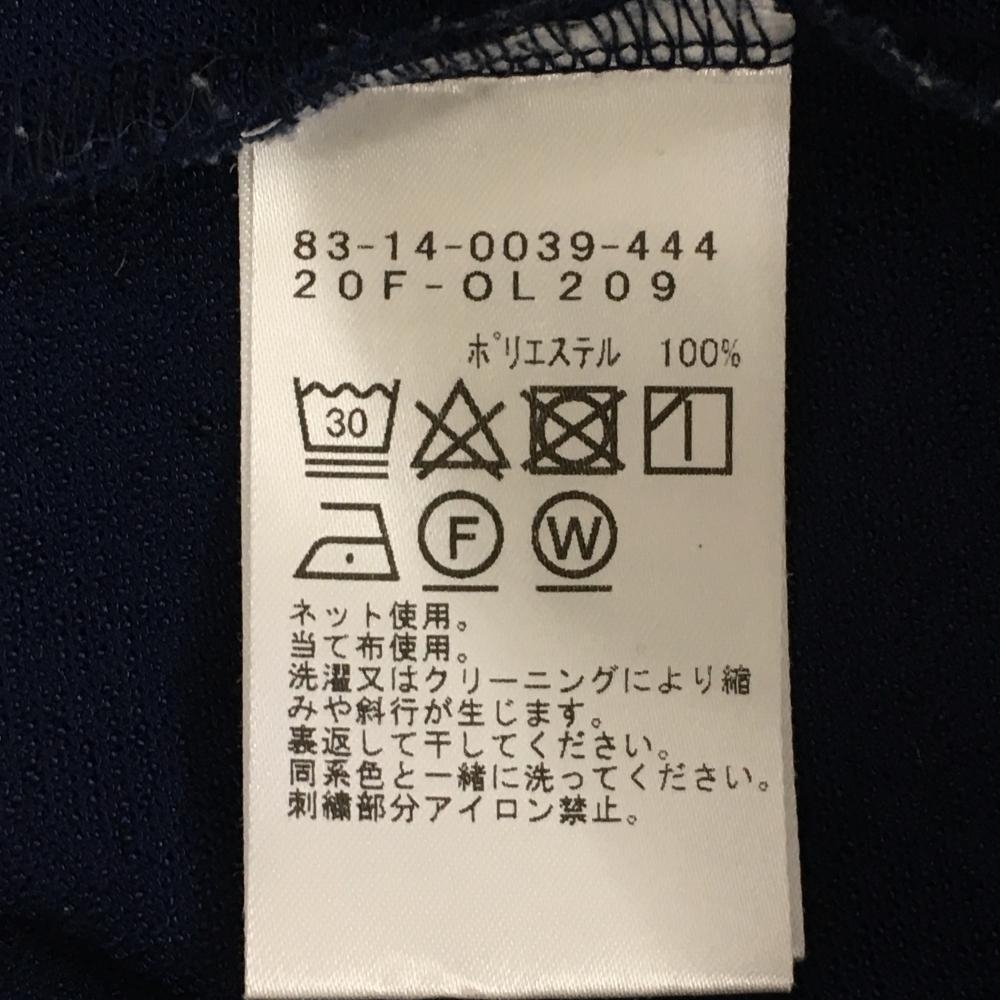 83-14-0039-444
20F-OL209
ポリエステル 100%
30
F W
ネット使用。
当て布使用。
洗濯又はクリーニングにより縮
みや斜行が生じます。
裏返して干してください。
同系色と一緒に洗ってください。
刺繍部分アイロン禁止。